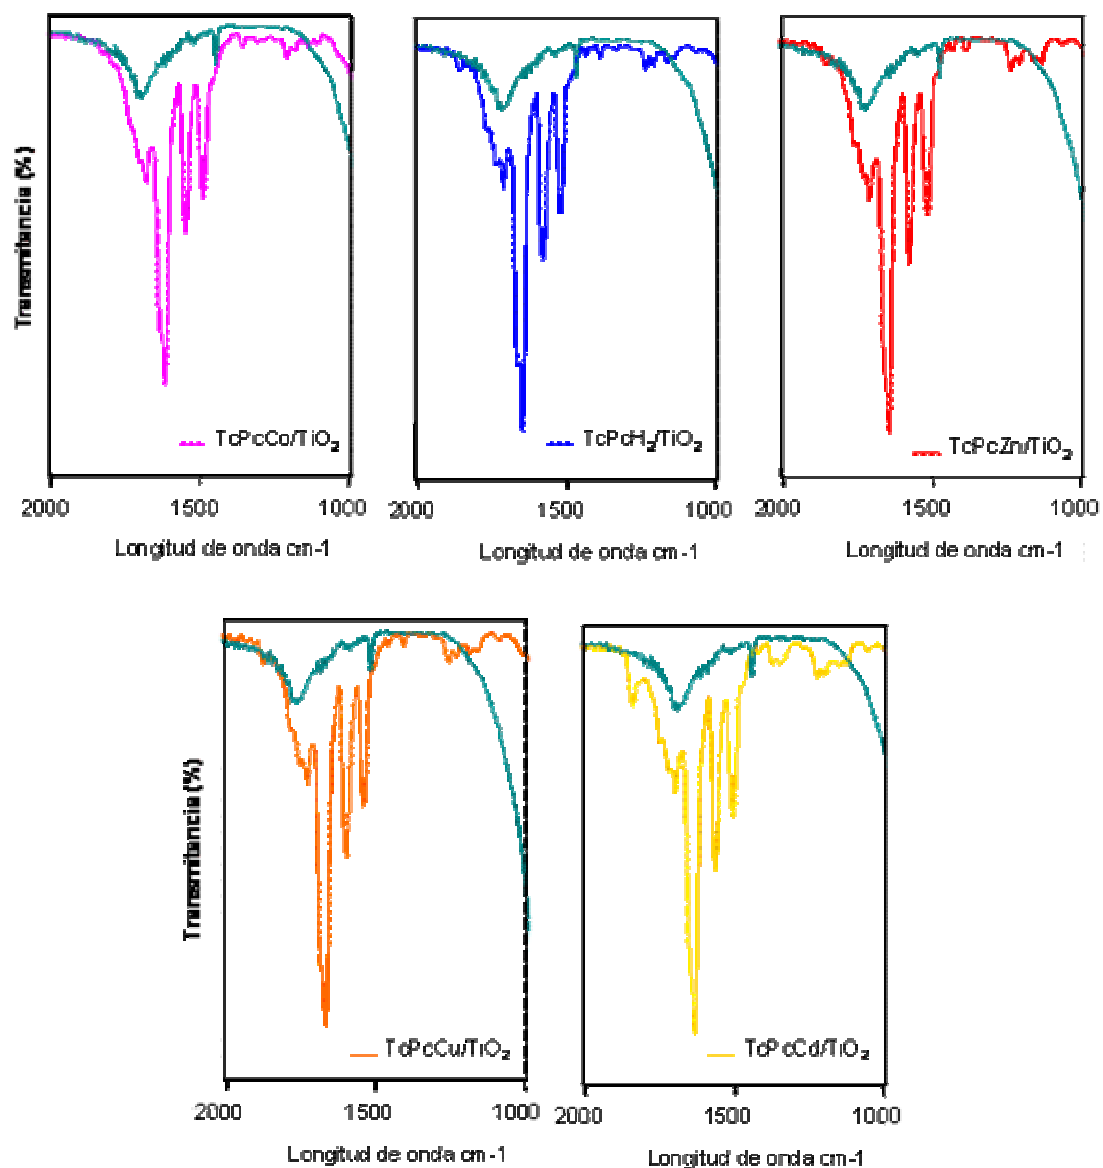 Transmitancia (%)
TcPcCo/TiO₂
2000 1500 1000
Longitud de onda cm-1
TcPcH₂/TiO₂
2000 1500 1000
Longitud de onda cm-1
TcPcZn/TiO₂
2000 1500 1000
Longitud de onda cm-1
Transmitancia (%)
TcPcCu/TiO₂
2000 1500 1000
Longitud de onda cm-1
TcPcCd/TiO₂
2000 1500 1000
Longitud de onda cm-1